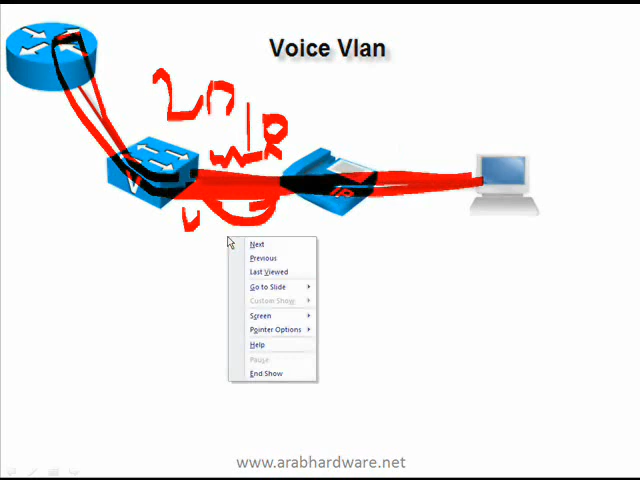 Voice Vlan
V
IP
Next
Previous
Last Viewed
Go to Slide
Custom Show
Screen
Pointer Options
Help
Pause
End Show
www.arabhardware.net